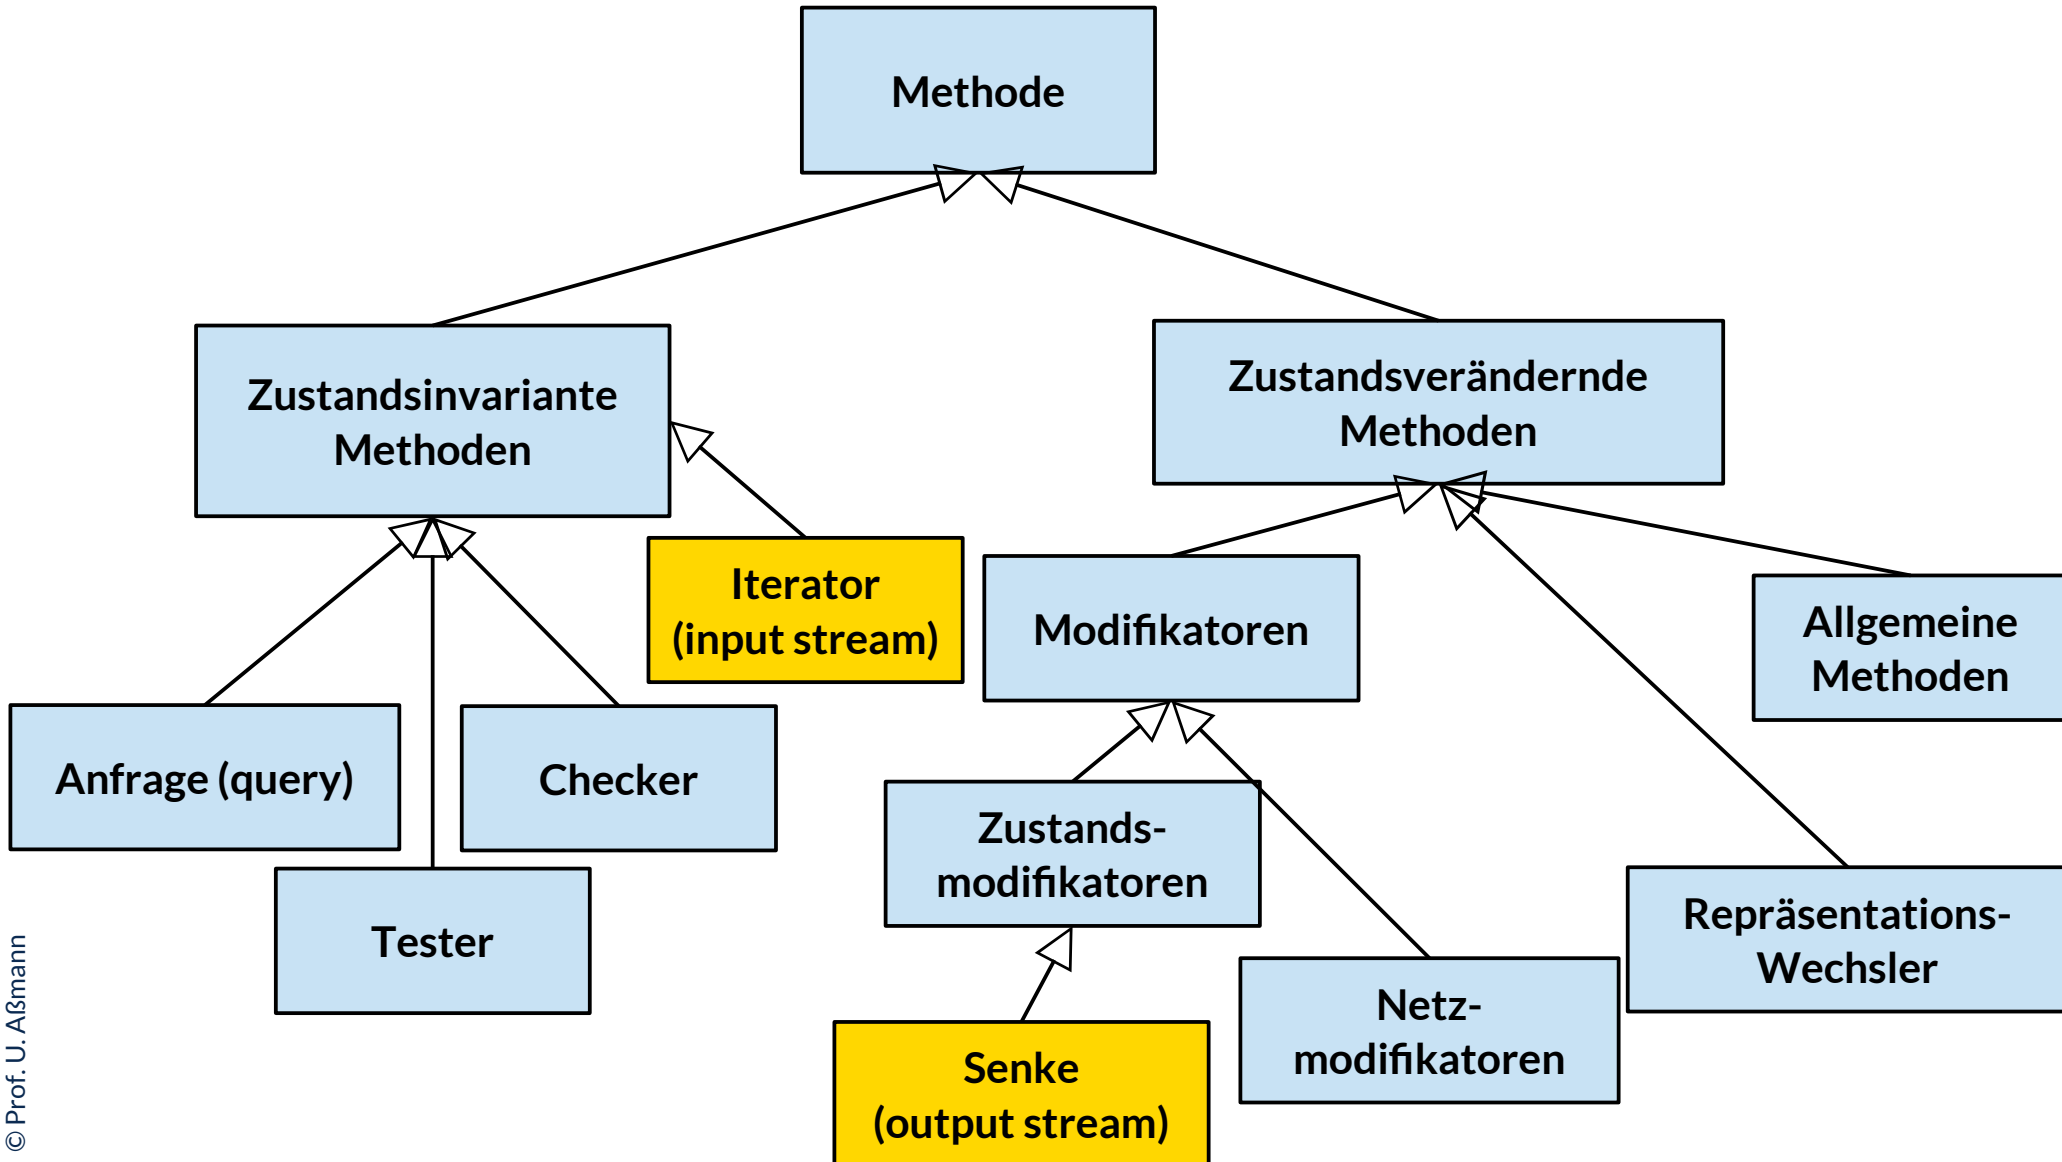 Methode
Zustandsinvariante
Methoden
Zustandsverändernde
Methoden
Iterator
(input stream)
Modifikatoren
Allgemeine
Methoden
Anfrage (query)
Checker
Tester
Zustands-
modifikatoren
Repräsentations-
Wechsler
Netz-
modifikatoren
Senke
(output stream)
© Prof. U. Aßmann